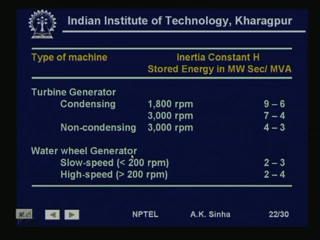 Indian Institute of Technology, Kharagpur
Type of machine Inertia Constant H
Stored Energy in MW Sec/ MVA
Turbine Generator
Condensing 1,800 rpm 9 – 6
3,000 rpm 7 – 4
Non-condensing 3,000 rpm 4 – 3
Water wheel Generator
Slow-speed (< 200 rpm) 2 – 3
High-speed (> 200 rpm) 2 – 4
NPTEL A.K. Sinha 22/30